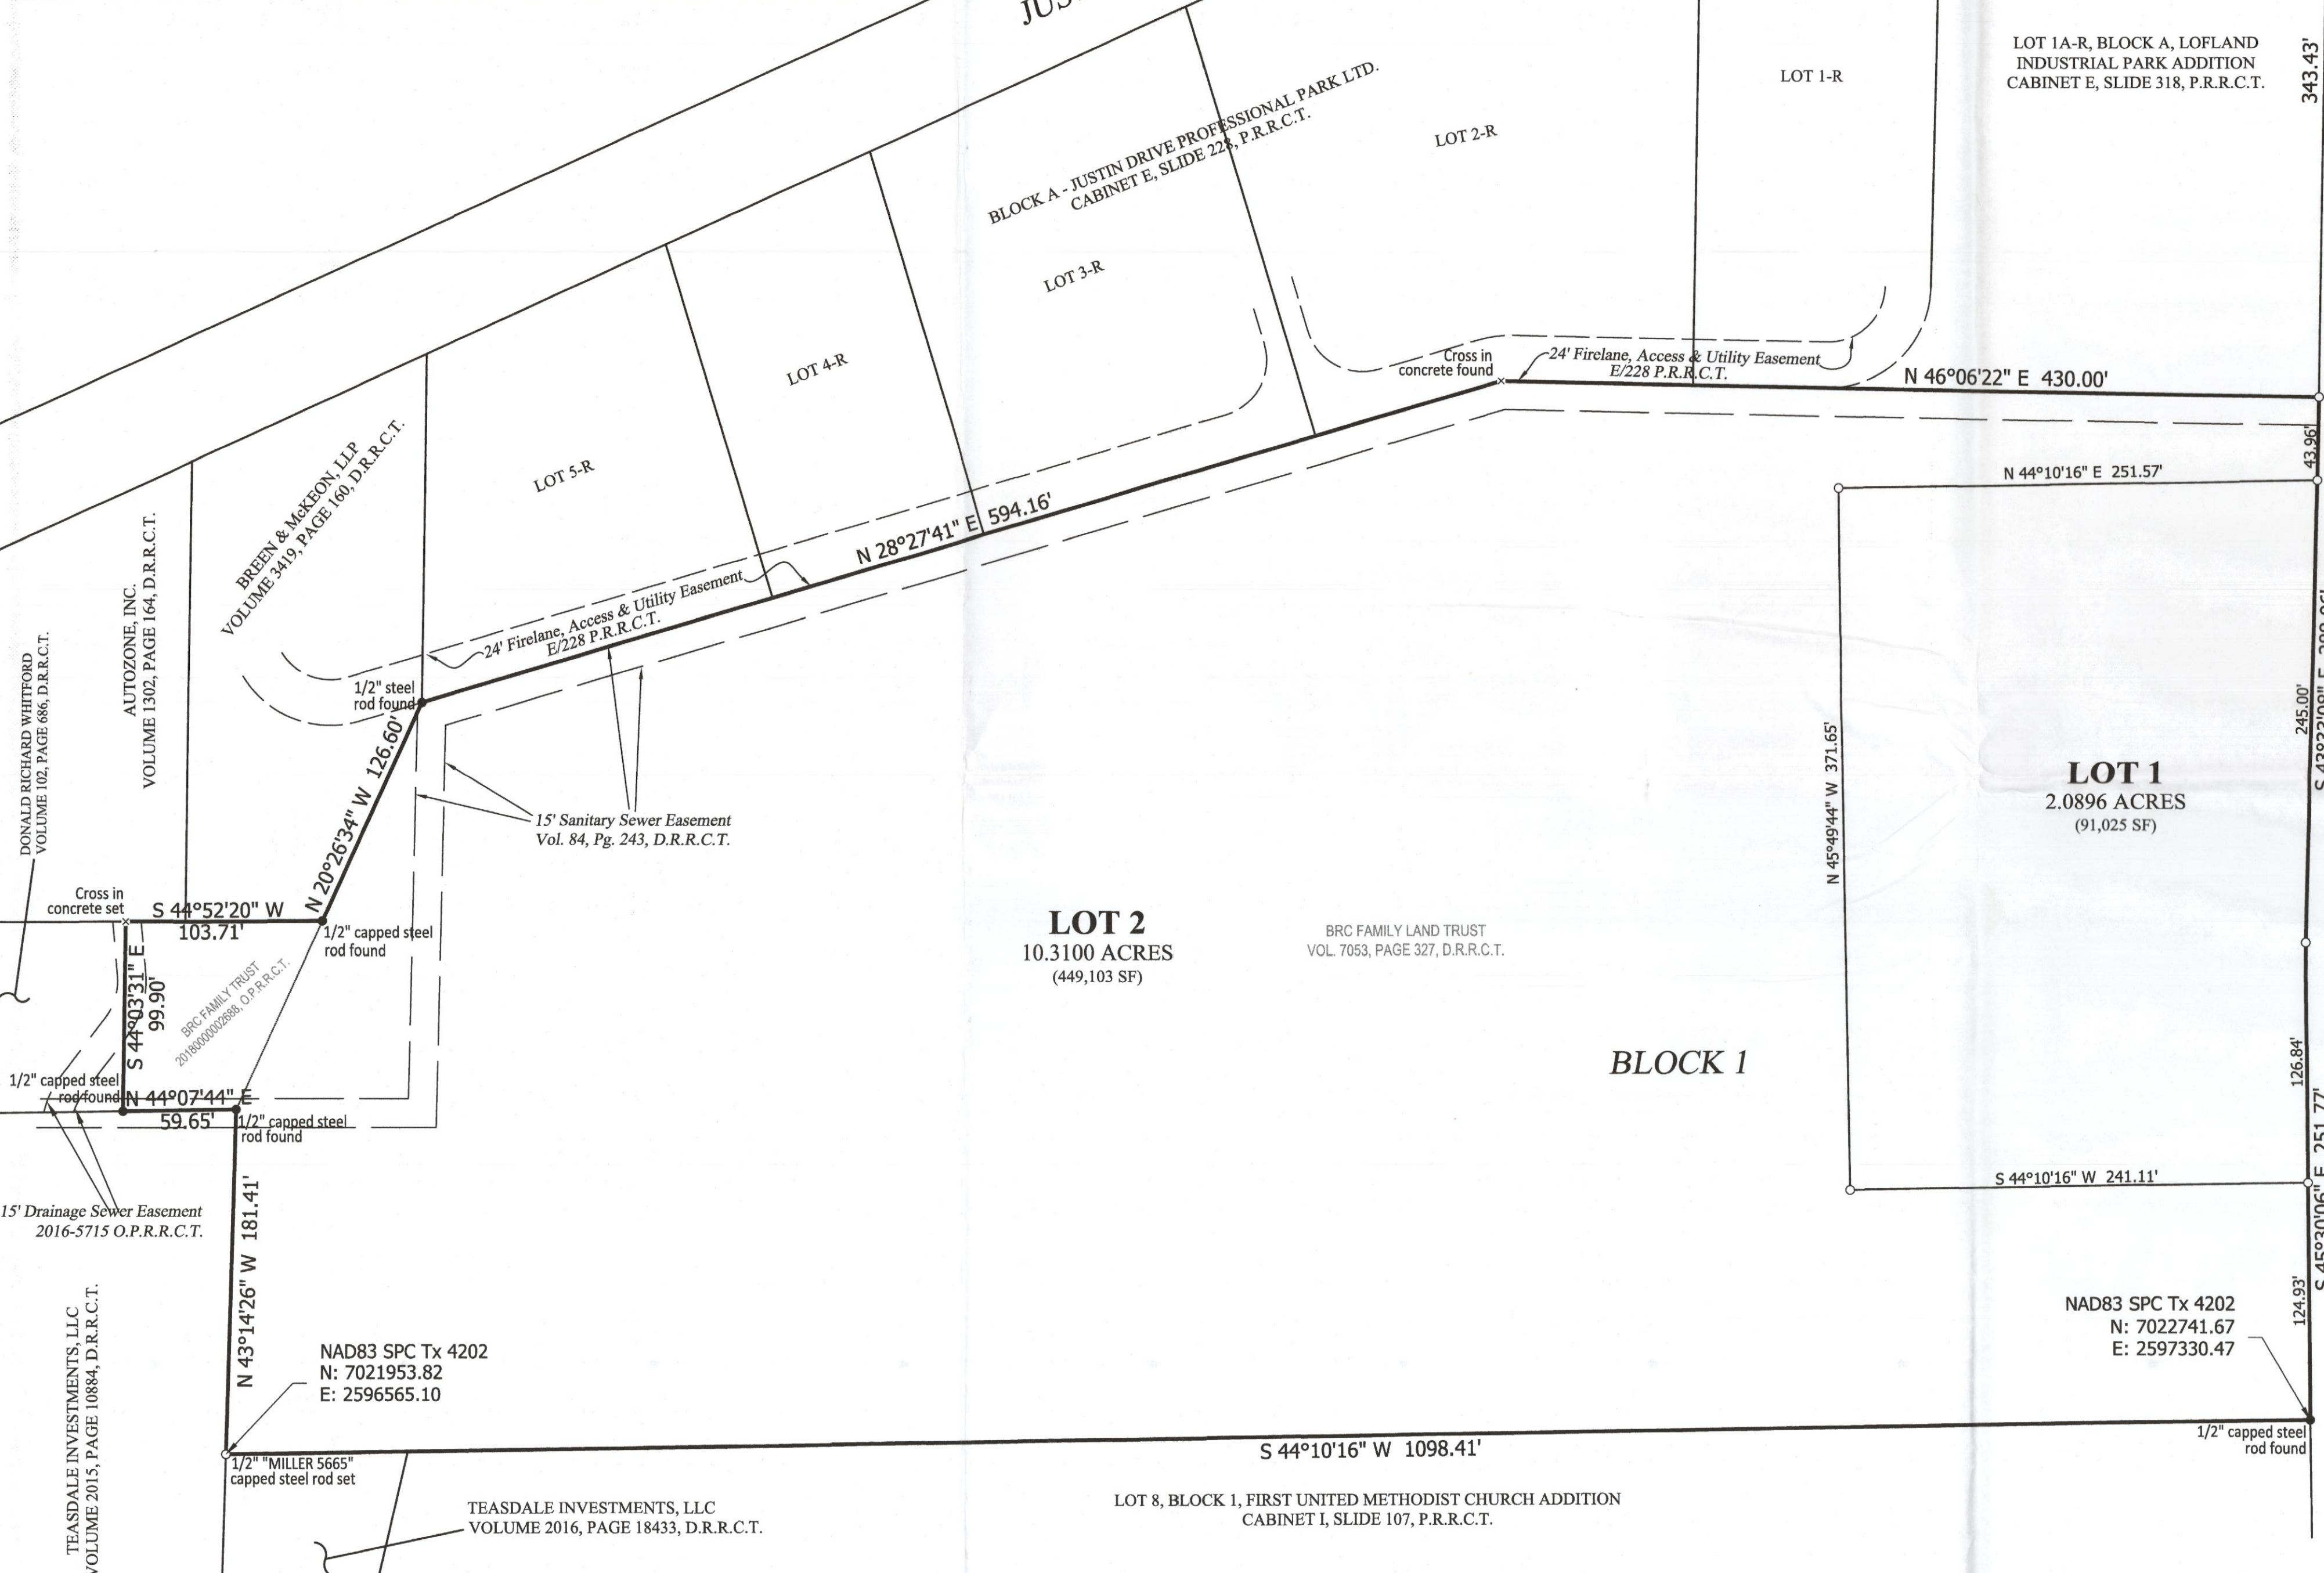 JUS
LOT 1A-R, BLOCK A, LOFLAND
INDUSTRIAL PARK ADDITION
CABINET E, SLIDE 318, P.R.R.C.T.
343.43'
LOT 1-R
LOT 2-R
BLOCK A - JUSTIN DRIVE PROFESSIONAL PARK LTD.
CABINET E, SLIDE 228, P.R.R.C.T.
LOT 3-R
LOT 4-R
LOT 5-R
Cross in
concrete found
24' Firelane, Access & Utility Easement
E/228 P.R.R.C.T.
N 46°06'22" E 430.00'
43.96'
N 44°10'16" E 251.57'
BREEN & McKEON, LLP
VOLUME 3419, PAGE 160, D.R.R.C.T.
AUTOZONE, INC.
VOLUME 1302, PAGE 164, D.R.R.C.T.
DONALD RICHARD WHITFORD
VOLUME 102, PAGE 686, D.R.R.C.T.
N 28°27'41" E 594.16'
24' Firelane, Access & Utility Easement
E/228 P.R.R.C.T.
1/2" steel
rod found
N 20°26'34" W 126.60'
15' Sanitary Sewer Easement
Vol. 84, Pg. 243, D.R.R.C.T.
N 45°49'44" W 371.65'
LOT 1
2.0896 ACRES
(91,025 SF)
245.00'
Cross in
concrete set
S 44°52'20" W
103.71'
1/2" capped steel
rod found
S 44°03'31" E
99.90'
BRC FAMILY TRUST
20180000002688, O.P.R.R.C.T.
LOT 2
10.3100 ACRES
(449,103 SF)
BRC FAMILY LAND TRUST
VOL. 7053, PAGE 327, D.R.R.C.T.
BLOCK 1
126.84'
1/2" capped steel
rod found
N 44°07'44" E
59.65'
1/2" capped steel
rod found
S 44°10'16" W 241.11'
S 45°30'06" E 251.77'
15' Drainage Sewer Easement
2016-5715 O.P.R.R.C.T.
N 43°14'26" W 181.41'
124.93'
NAD83 SPC Tx 4202
N: 7022741.67
E: 2597330.47
NAD83 SPC Tx 4202
N: 7021953.82
E: 2596565.10
TEASDALE INVESTMENTS, LLC
VOLUME 2015, PAGE 10884, D.R.R.C.T.
1/2" "MILLER 5665"
capped steel rod set
S 44°10'16" W 1098.41'
1/2" capped steel
rod found
TEASDALE INVESTMENTS, LLC
VOLUME 2016, PAGE 18433, D.R.R.C.T.
LOT 8, BLOCK 1, FIRST UNITED METHODIST CHURCH ADDITION
CABINET I, SLIDE 107, P.R.R.C.T.